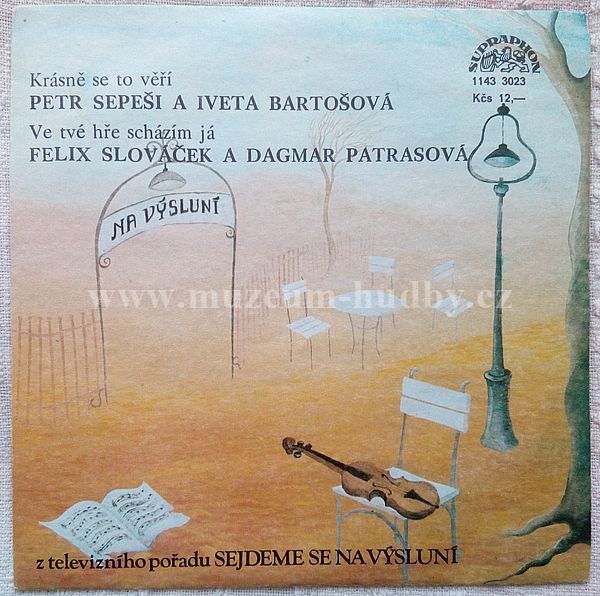 SUPRAPHON
1143 3023
Kčs 12,—
Krásně se to věří
PETR SEPEŠI A IVETA BARTOŠOVÁ
Ve tvé hře scházím já
FELIX SLOVÁČEK A DAGMAR PATRASOVÁ
NA VÝSLUNÍ
www.muzeum-hudby.cz
z televizního pořadu SEJDEME SE NA VÝSLUNÍ